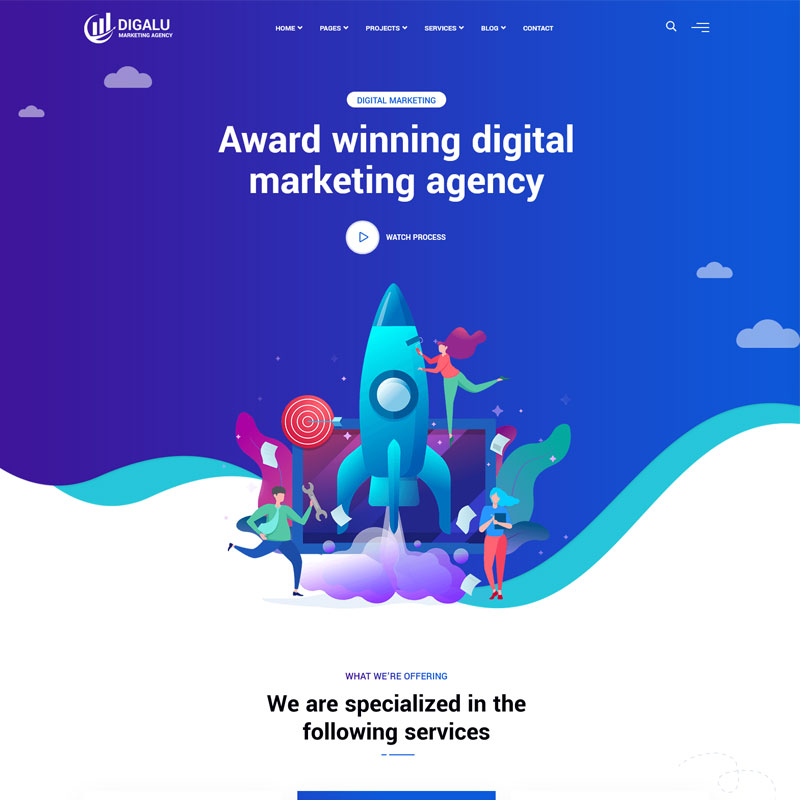 DIGALU
MARKETING AGENCY
HOME
PAGES
PROJECTS
SERVICES
BLOG
CONTACT
DIGITAL MARKETING
Award winning digital
marketing agency
WATCH PROCESS
WHAT WE'RE OFFERING
We are specialized in the
following services